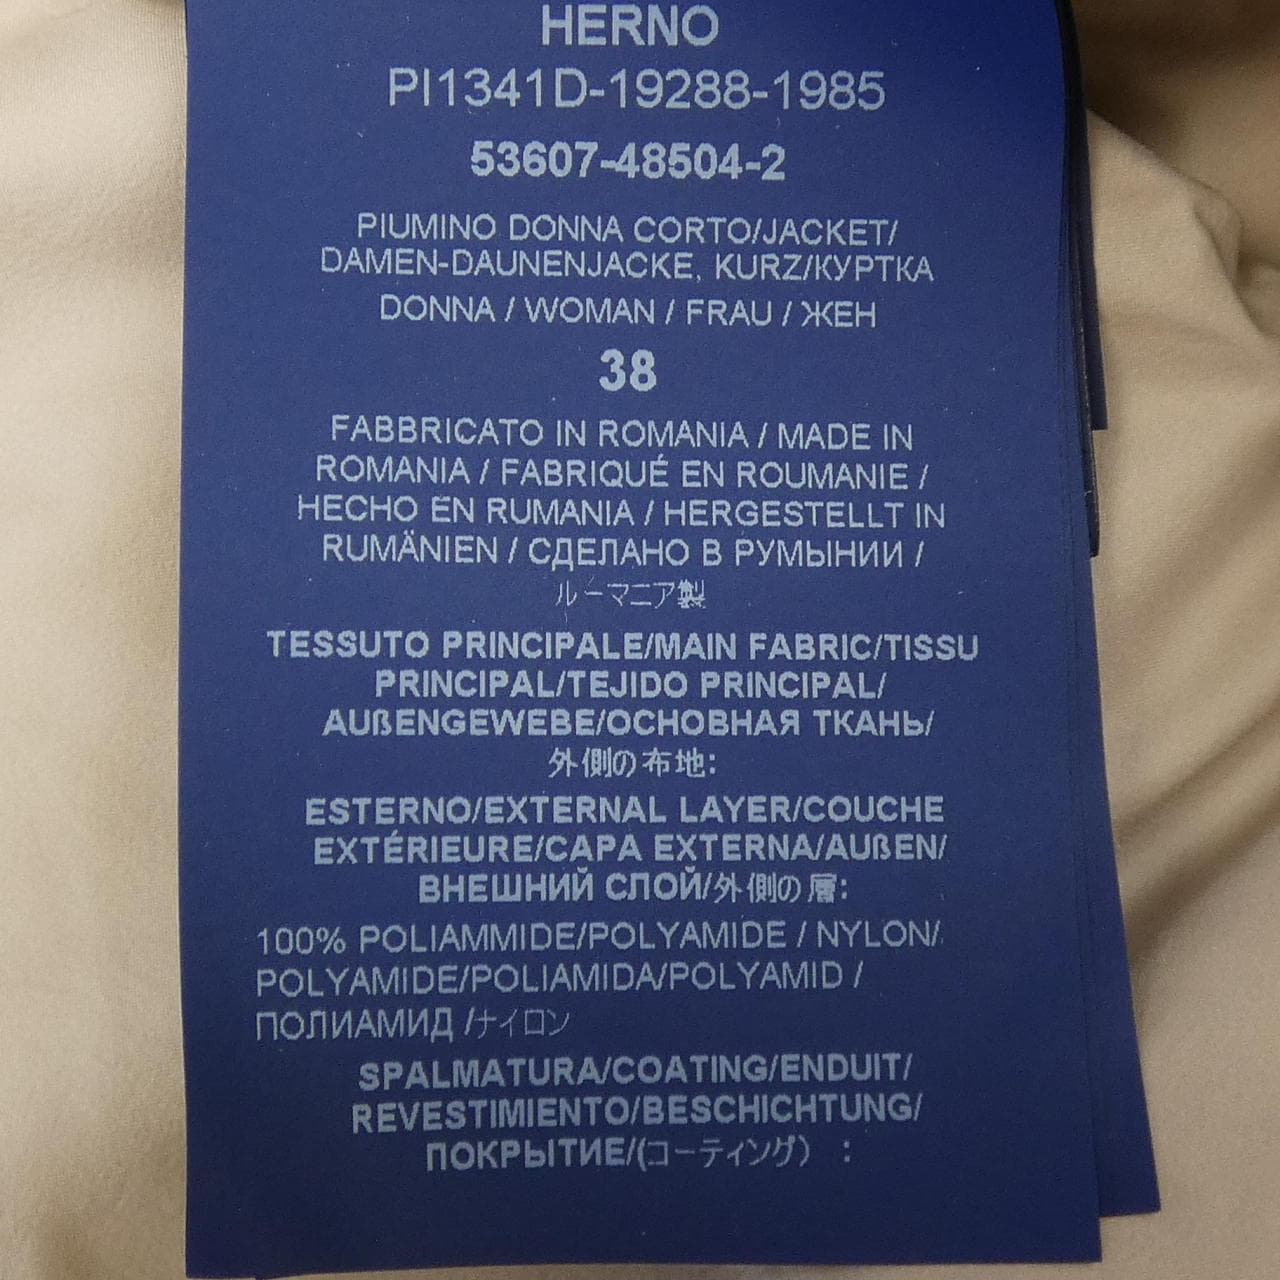 HERNO
PI1341D-19288-1985
53607-48504-2
PIUMINO DONNA CORTO/JACKET/
DAMEN-DAUNENJACKE, KURZ/КУРТКА
DONNA / WOMAN / FRAU / ЖЕН
38
FABBRICATO IN ROMANIA / MADE IN
ROMANIA / FABRIQUÉ EN ROUMANIE /
HECHO EN RUMANIA / HERGESTELLT IN
RUMÄNIEN / СДЕЛАНО В РУМЫНИИ /
ルーマニア製
TESSUTO PRINCIPALE/MAIN FABRIC/TISSU
PRINCIPAL/TEJIDO PRINCIPAL/
AUßENGEWEBE/ОСНОВНАЯ ТКАНЬ/
外側の布地:
ESTERNO/EXTERNAL LAYER/COUCHE
EXTÉRIEURE/CAPA EXTERNA/AUßEN/
ВНЕШНИЙ СЛОЙ/外側の層:
100% POLIAMMIDE/POLYAMIDE / NYLON/
POLYAMIDE/POLIAMIDA/POLYAMID /
ПОЛИАМИД /ナイロン
SPALMATURA/COATING/ENDUIT/
REVESTIMIENTO/BESCHICHTUNG/
ПОКРЫТИЕ/(コーティング) :